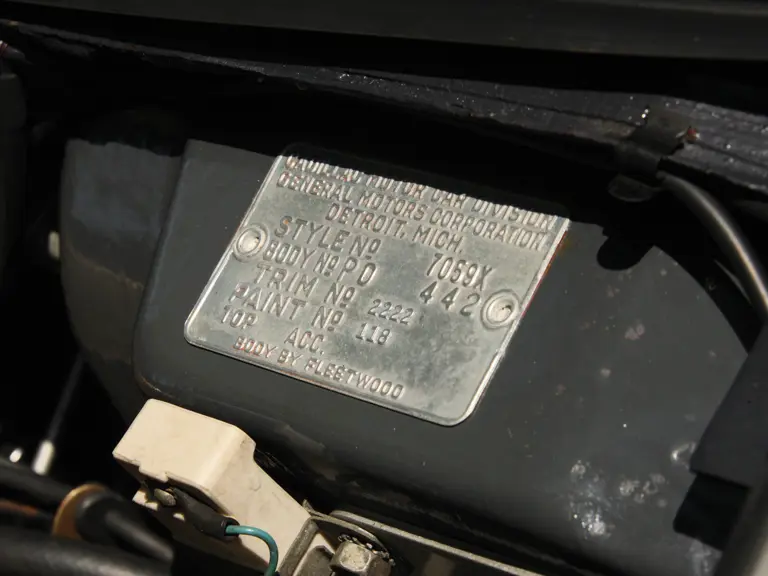 CADILLAC MOTOR CAR DIVISION
GENERAL MOTORS CORPORATION
DETROIT, MICH.
STYLE Nº 7059X
BODY Nº PD 442
TRIM Nº 2222
PAINT Nº 118
TOP ACC.
BODY BY FLEETWOOD